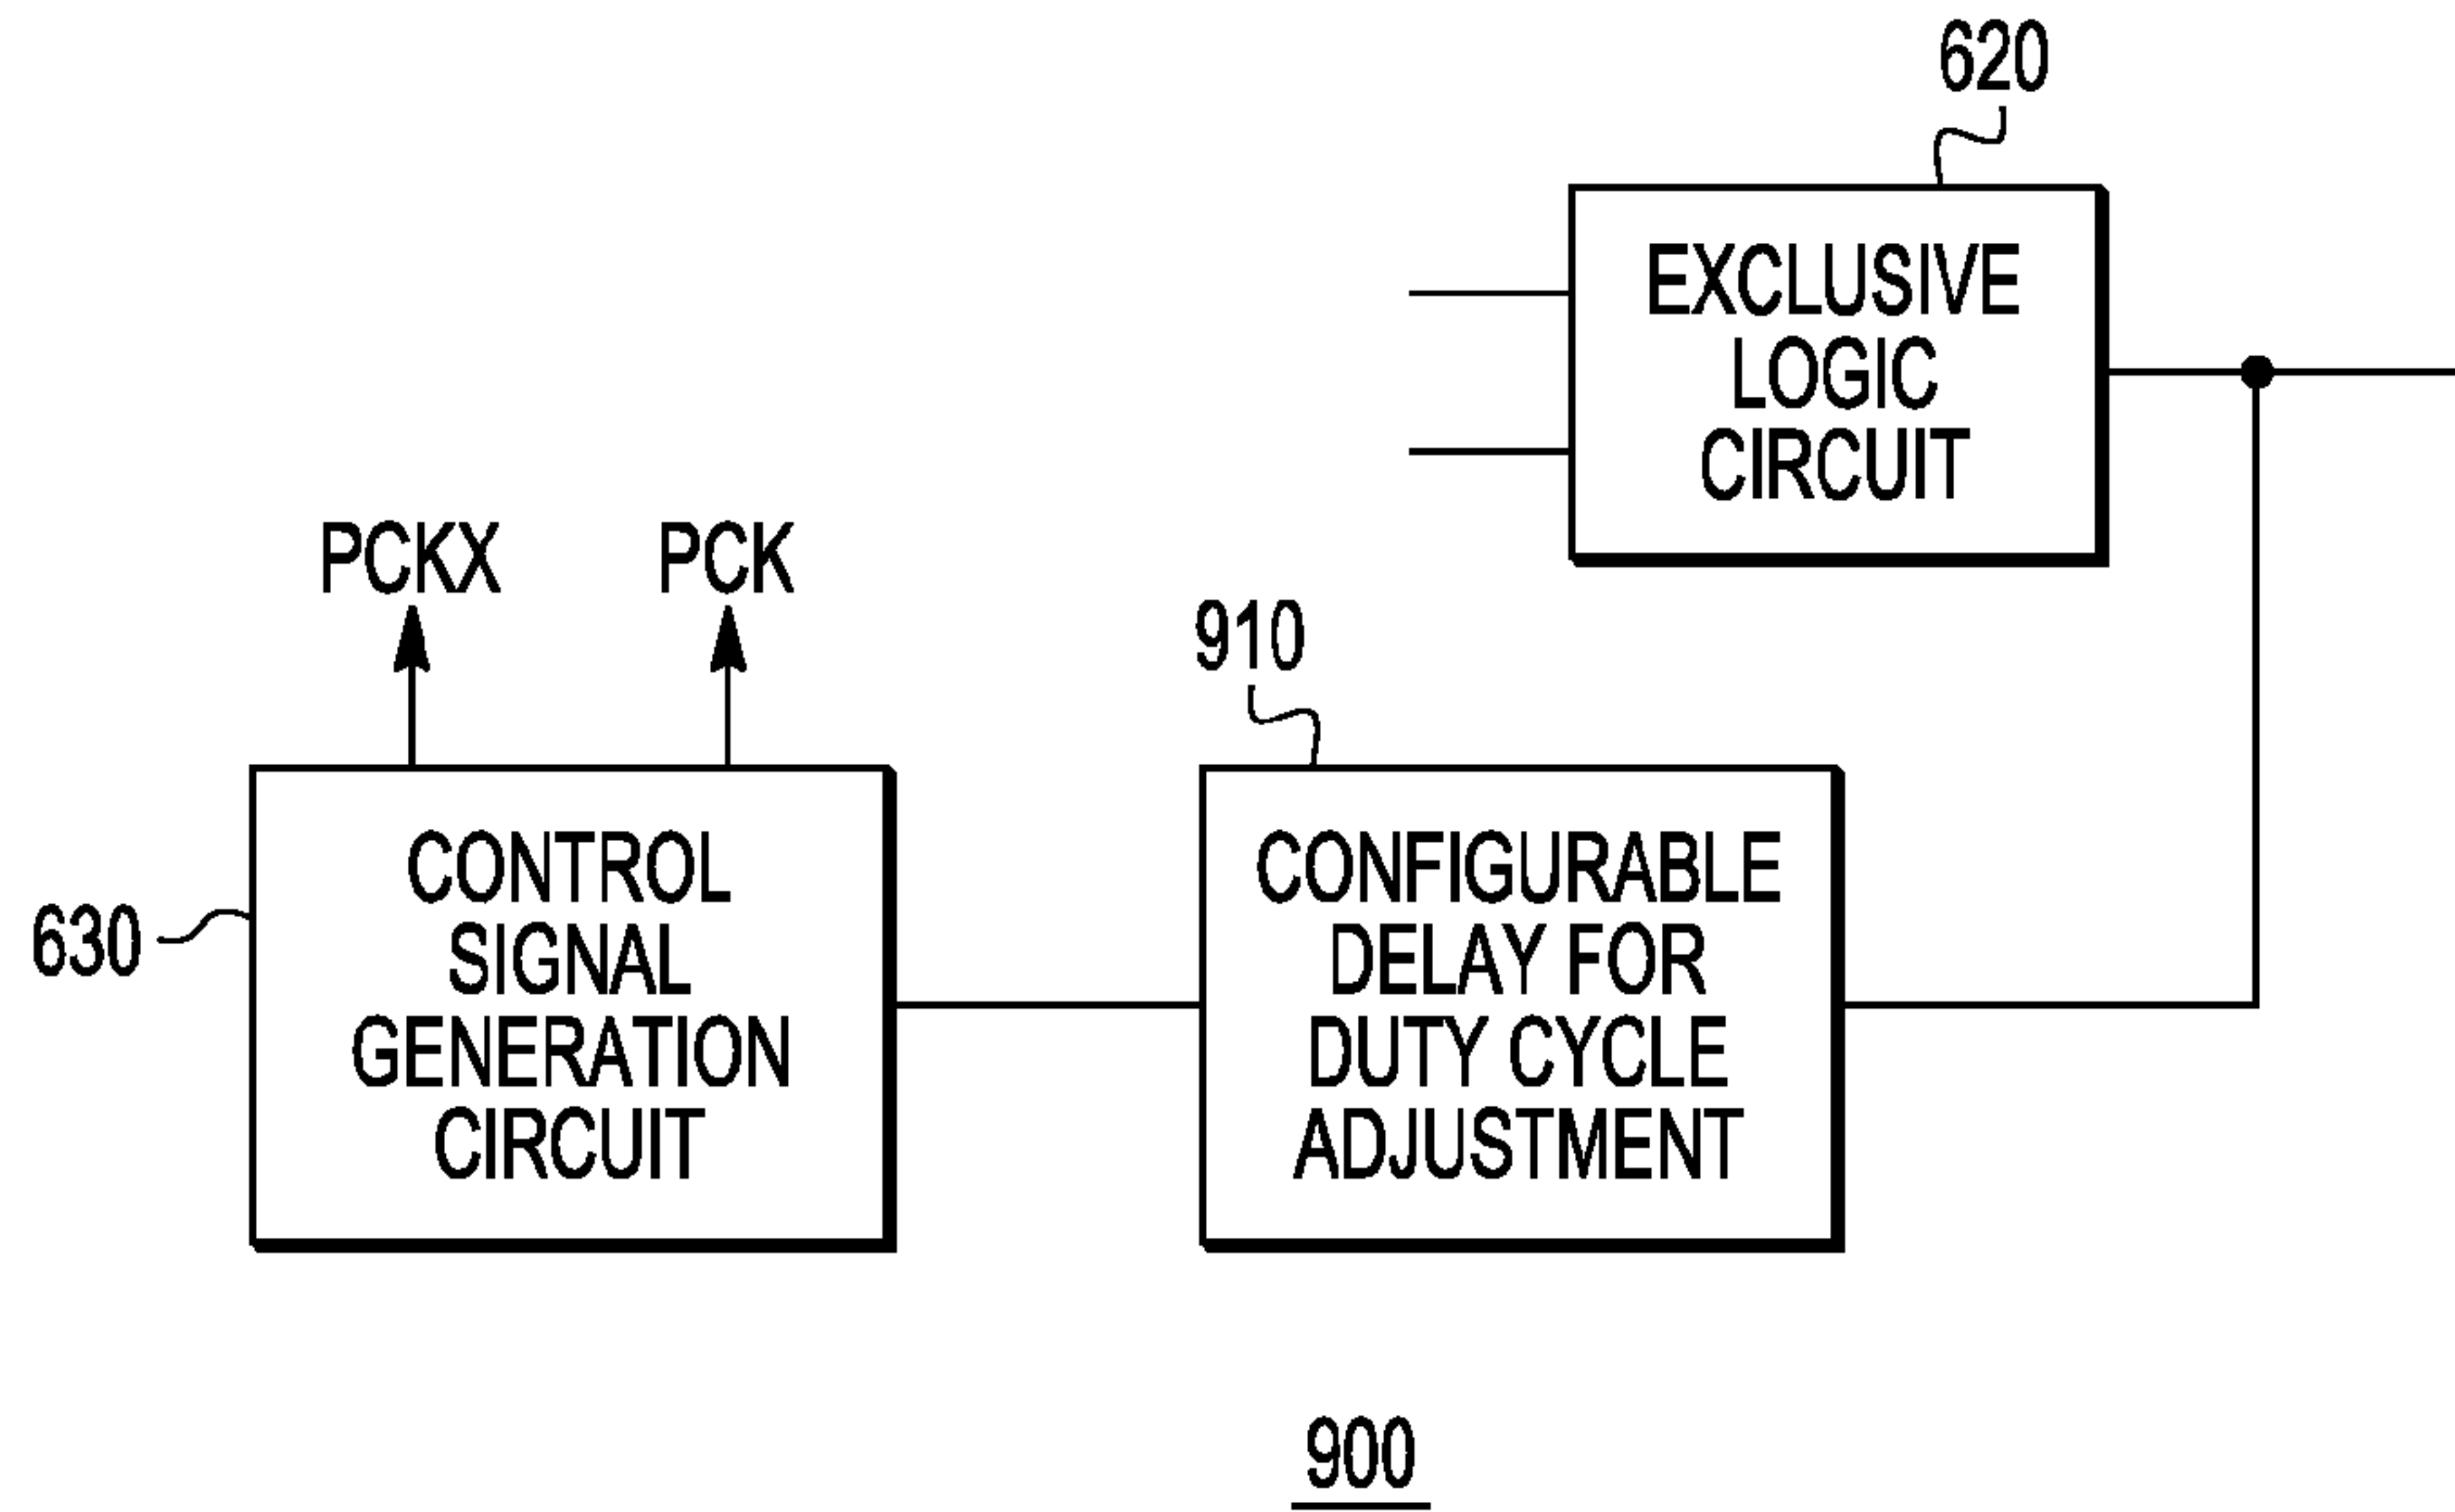 620
EXCLUSIVE
LOGIC
CIRCUIT
PCKX
PCK
910
630
CONTROL
SIGNAL
GENERATION
CIRCUIT
CONFIGURABLE
DELAY FOR
DUTY CYCLE
ADJUSTMENT
900